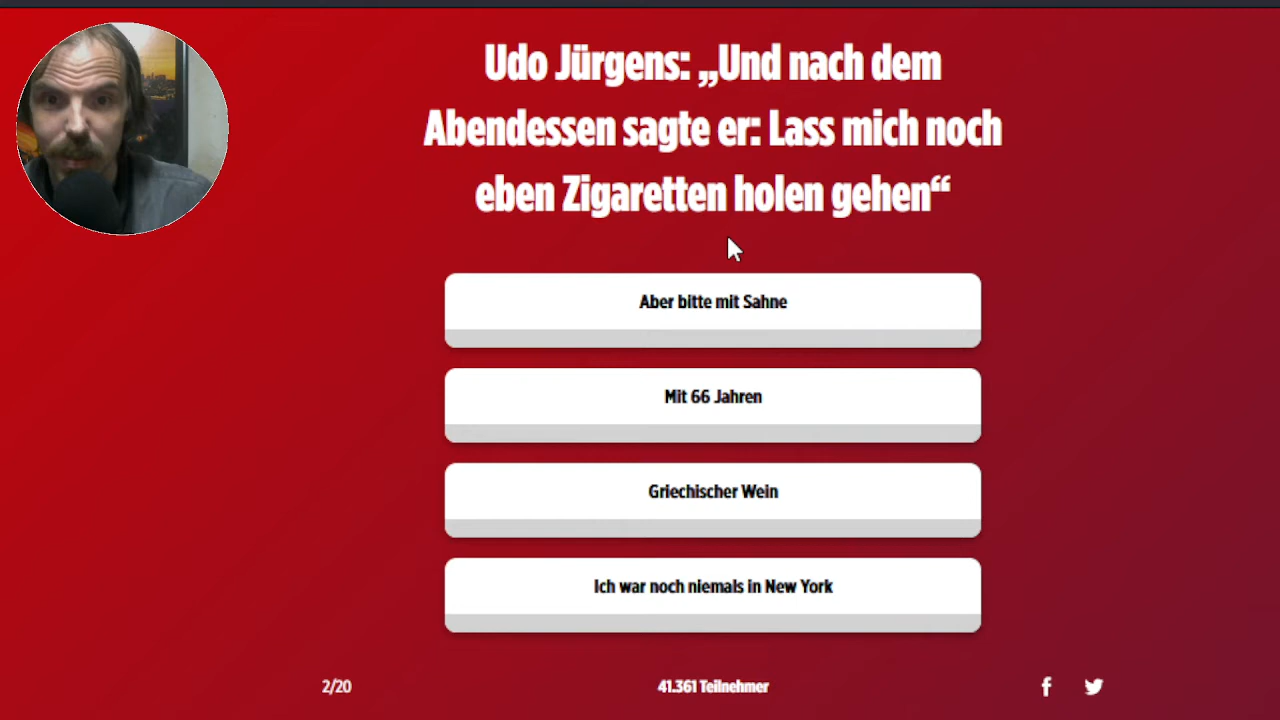 Udo Jürgens: „Und nach dem
Abendessen sagte er: Lass mich noch
eben Zigaretten holen gehen“
Aber bitte mit Sahne
Mit 66 Jahren
Griechischer Wein
Ich war noch niemals in New York
2/20
41.361 Teilnehmer